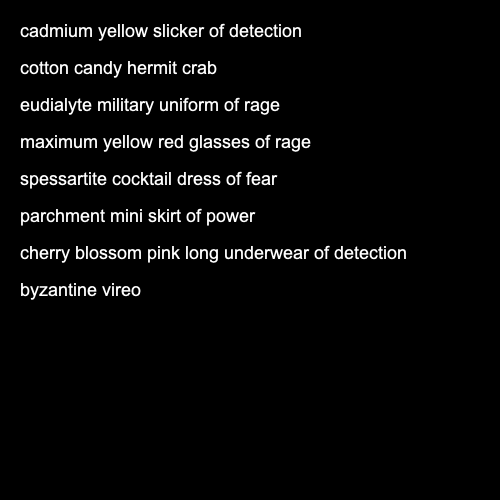 cadmium yellow slicker of detection
cotton candy hermit crab
eudialyte military uniform of rage
maximum yellow red glasses of rage
spessartite cocktail dress of fear
parchment mini skirt of power
cherry blossom pink long underwear of detection
byzantine vireo